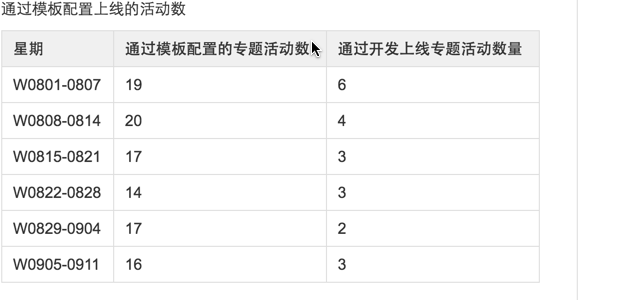 通过模板配置上线的活动数
星期 通过模板配置的专题活动数 通过开发上线专题活动数量
W0801-0807 19 6
W0808-0814 20 4
W0815-0821 17 3
W0822-0828 14 3
W0829-0904 17 2
W0905-0911 16 3